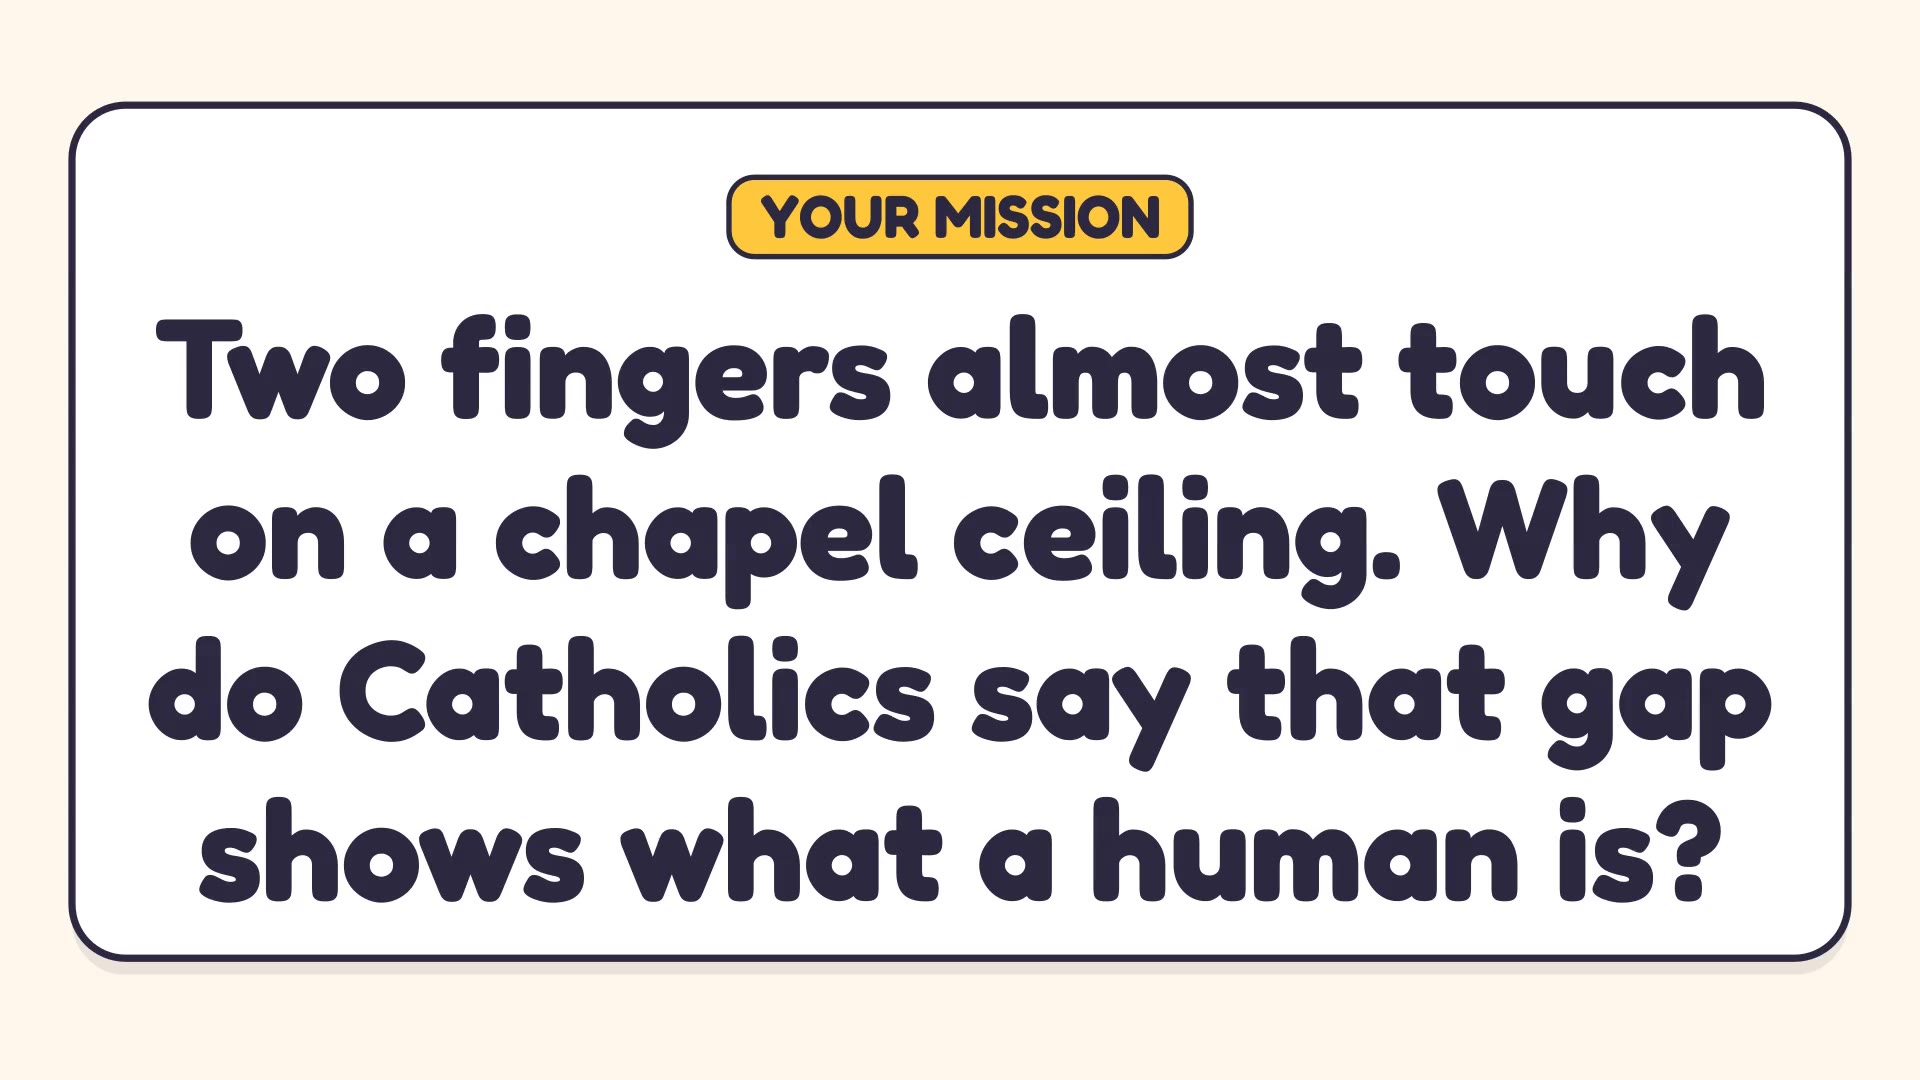 YOUR MISSION
Two fingers almost touch
on a chapel ceiling. Why
do Catholics say that gap
shows what a human is?